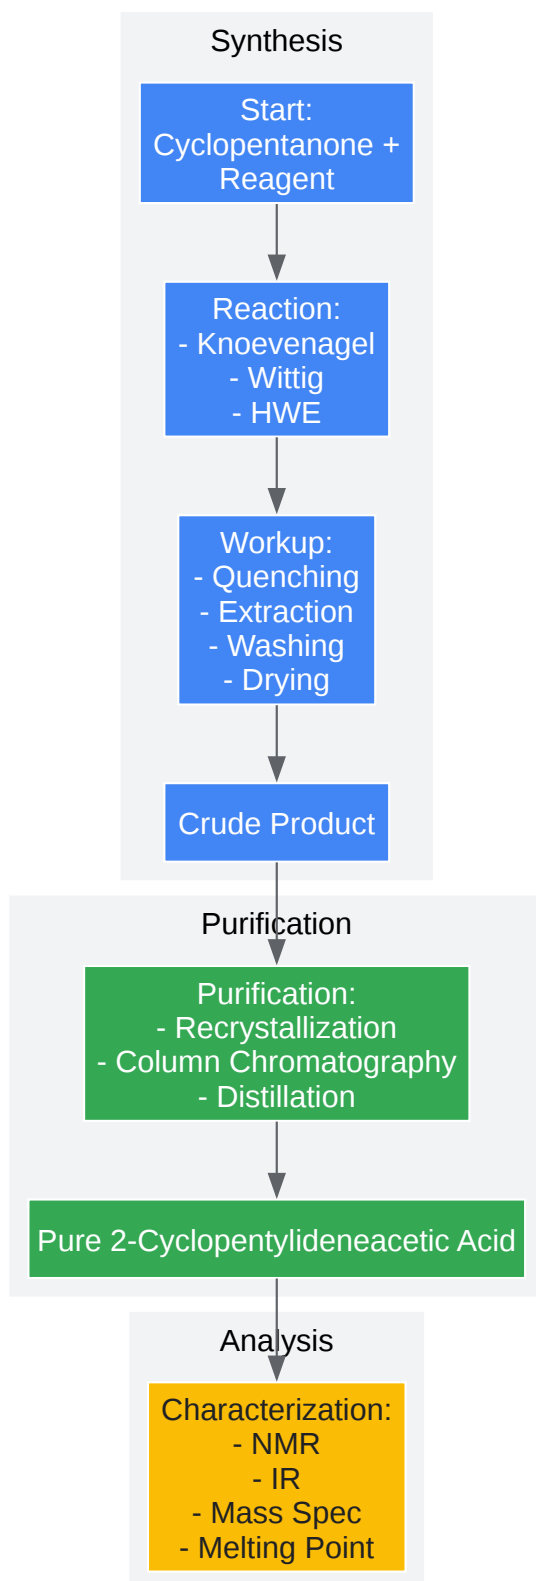 Synthesis
Start:
Cyclopentanone +
Reagent
Reaction:
- Knoevenagel
- Wittig
- HWE
Workup:
- Quenching
- Extraction
- Washing
- Drying
Crude Product
Purification
Purification:
- Recrystallization
- Column Chromatography
- Distillation
Pure 2-Cyclopentylideneacetic Acid
Analysis
Characterization:
- NMR
- IR
- Mass Spec
- Melting Point